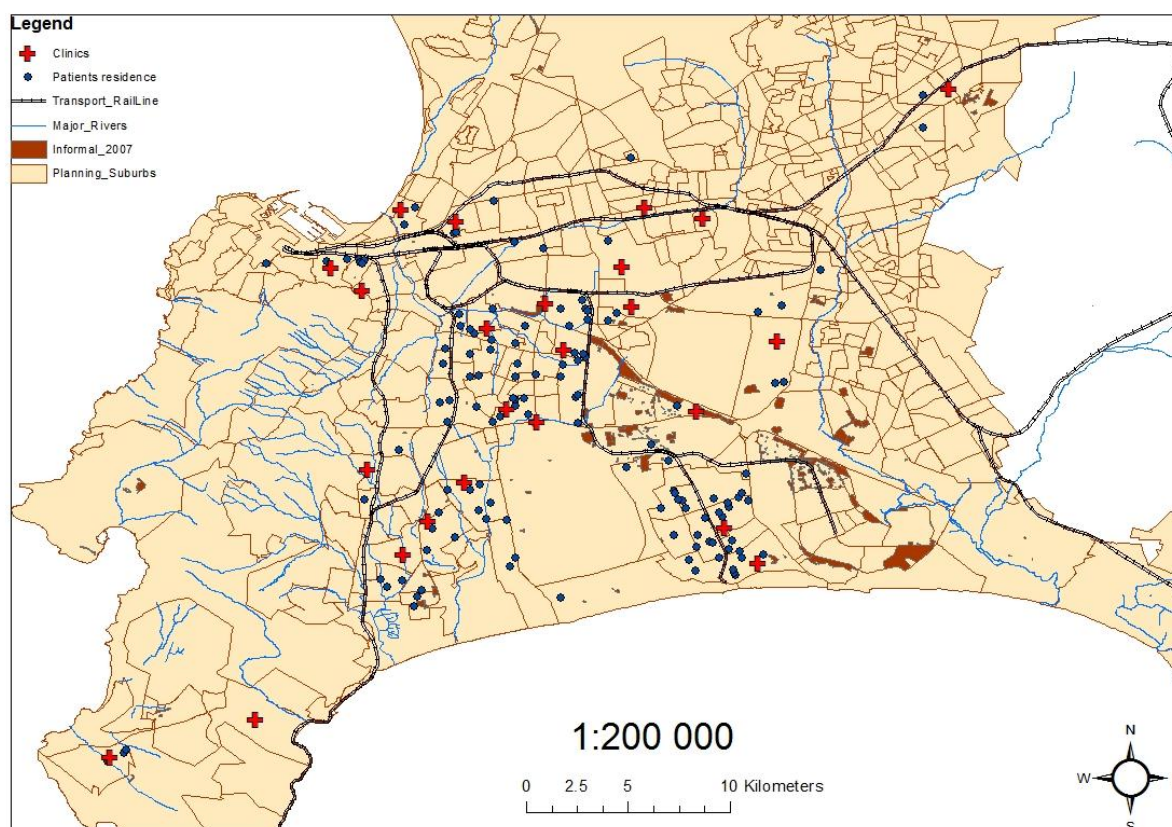 Legend
Clinics
Patients residence
Transport_RailLine
Major_Rivers
Informal_2007
Planning_Suburbs
1:200 000
0 2.5 5 10 Kilometers
N
W
E
S